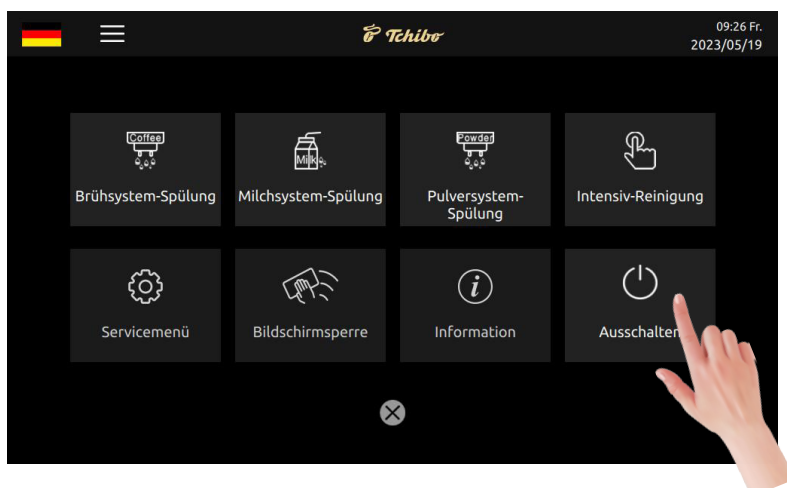 Tchibo
09:26 Fr.
2023/05/19
Coffee
Milk
Powder
Brühsystem-Spülung
Milchsystem-Spülung
Pulversystem-
Spülung
Intensiv-Reinigung
i
Servicemenü
Bildschirmsperre
Information
Ausschalten